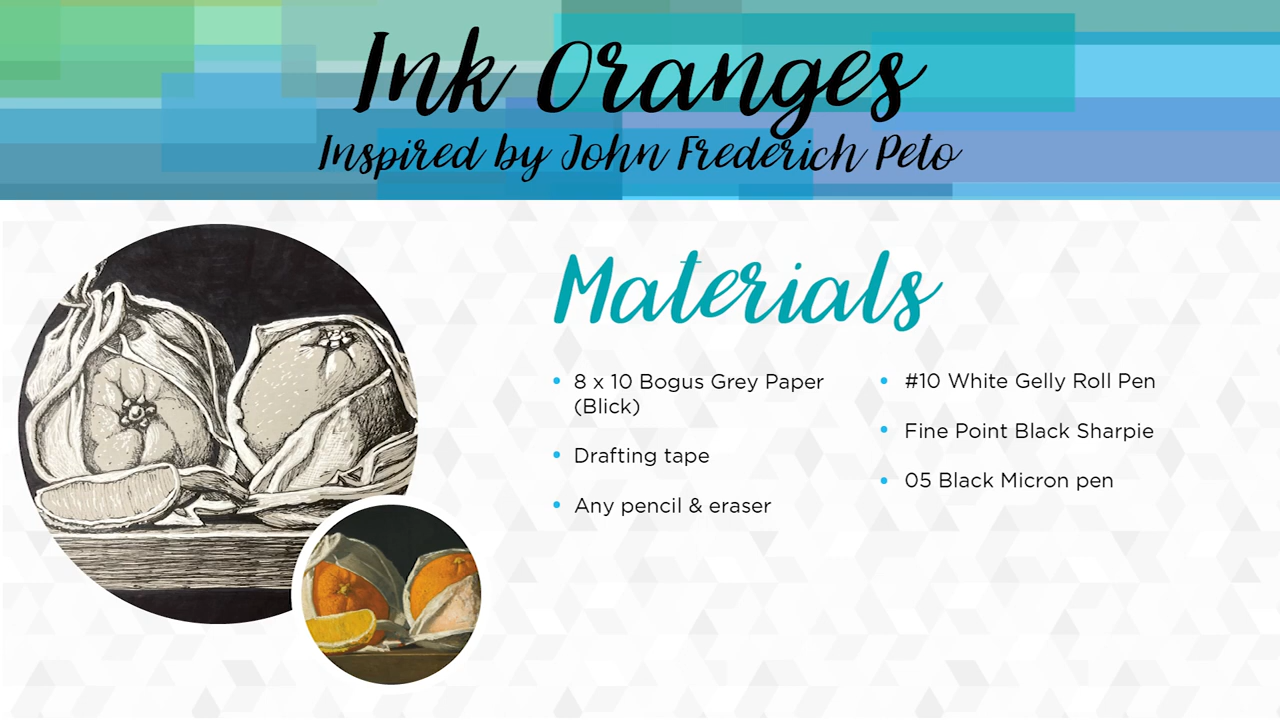 Ink Oranges
Inspired by John Frederich Peto
Materials
• 8 x 10 Bogus Grey Paper
(Blick)
• Drafting tape
• Any pencil & eraser
• #10 White Gelly Roll Pen
• Fine Point Black Sharpie
• 05 Black Micron pen